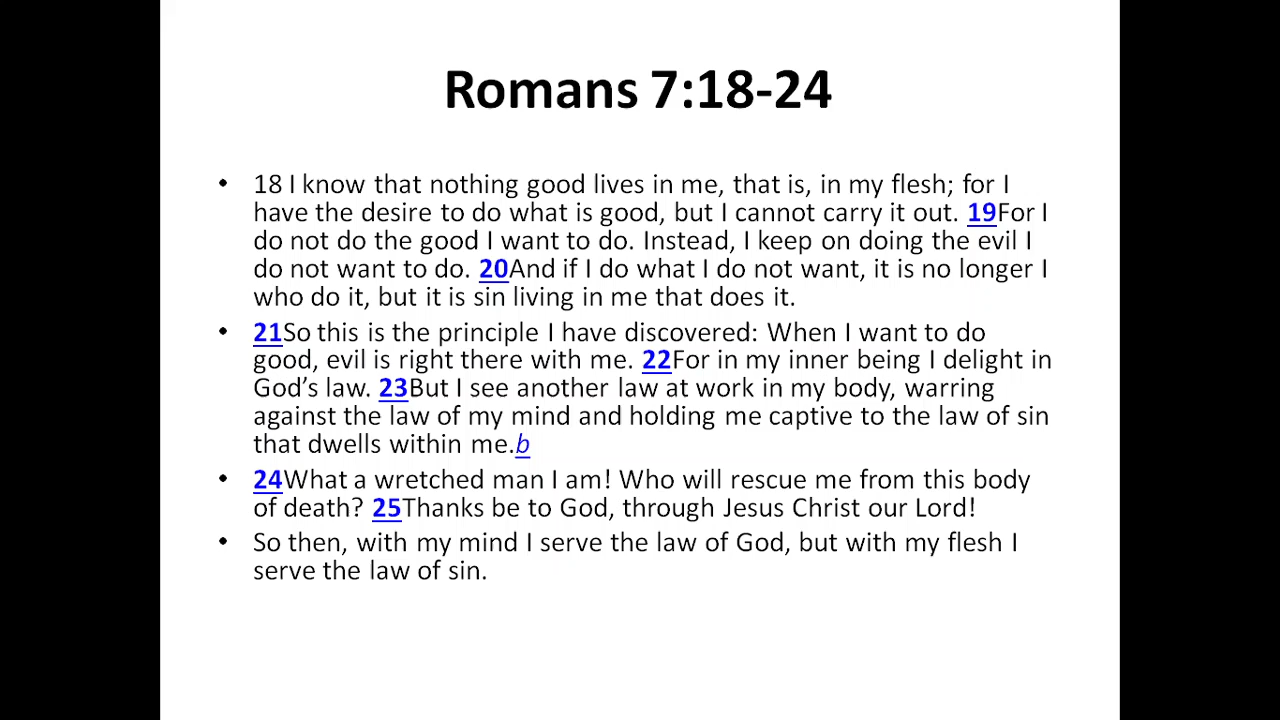 Romans 7:18-24
• 18 I know that nothing good lives in me, that is, in my flesh; for I
have the desire to do what is good, but I cannot carry it out. 19For I
do not do the good I want to do. Instead, I keep on doing the evil I
do not want to do. 20And if I do what I do not want, it is no longer I
who do it, but it is sin living in me that does it.
• 21So this is the principle I have discovered: When I want to do
good, evil is right there with me. 22For in my inner being I delight in
God’s law. 23But I see another law at work in my body, warring
against the law of my mind and holding me captive to the law of sin
that dwells within me.b
• 24What a wretched man I am! Who will rescue me from this body
of death? 25Thanks be to God, through Jesus Christ our Lord!
• So then, with my mind I serve the law of God, but with my flesh I
serve the law of sin.